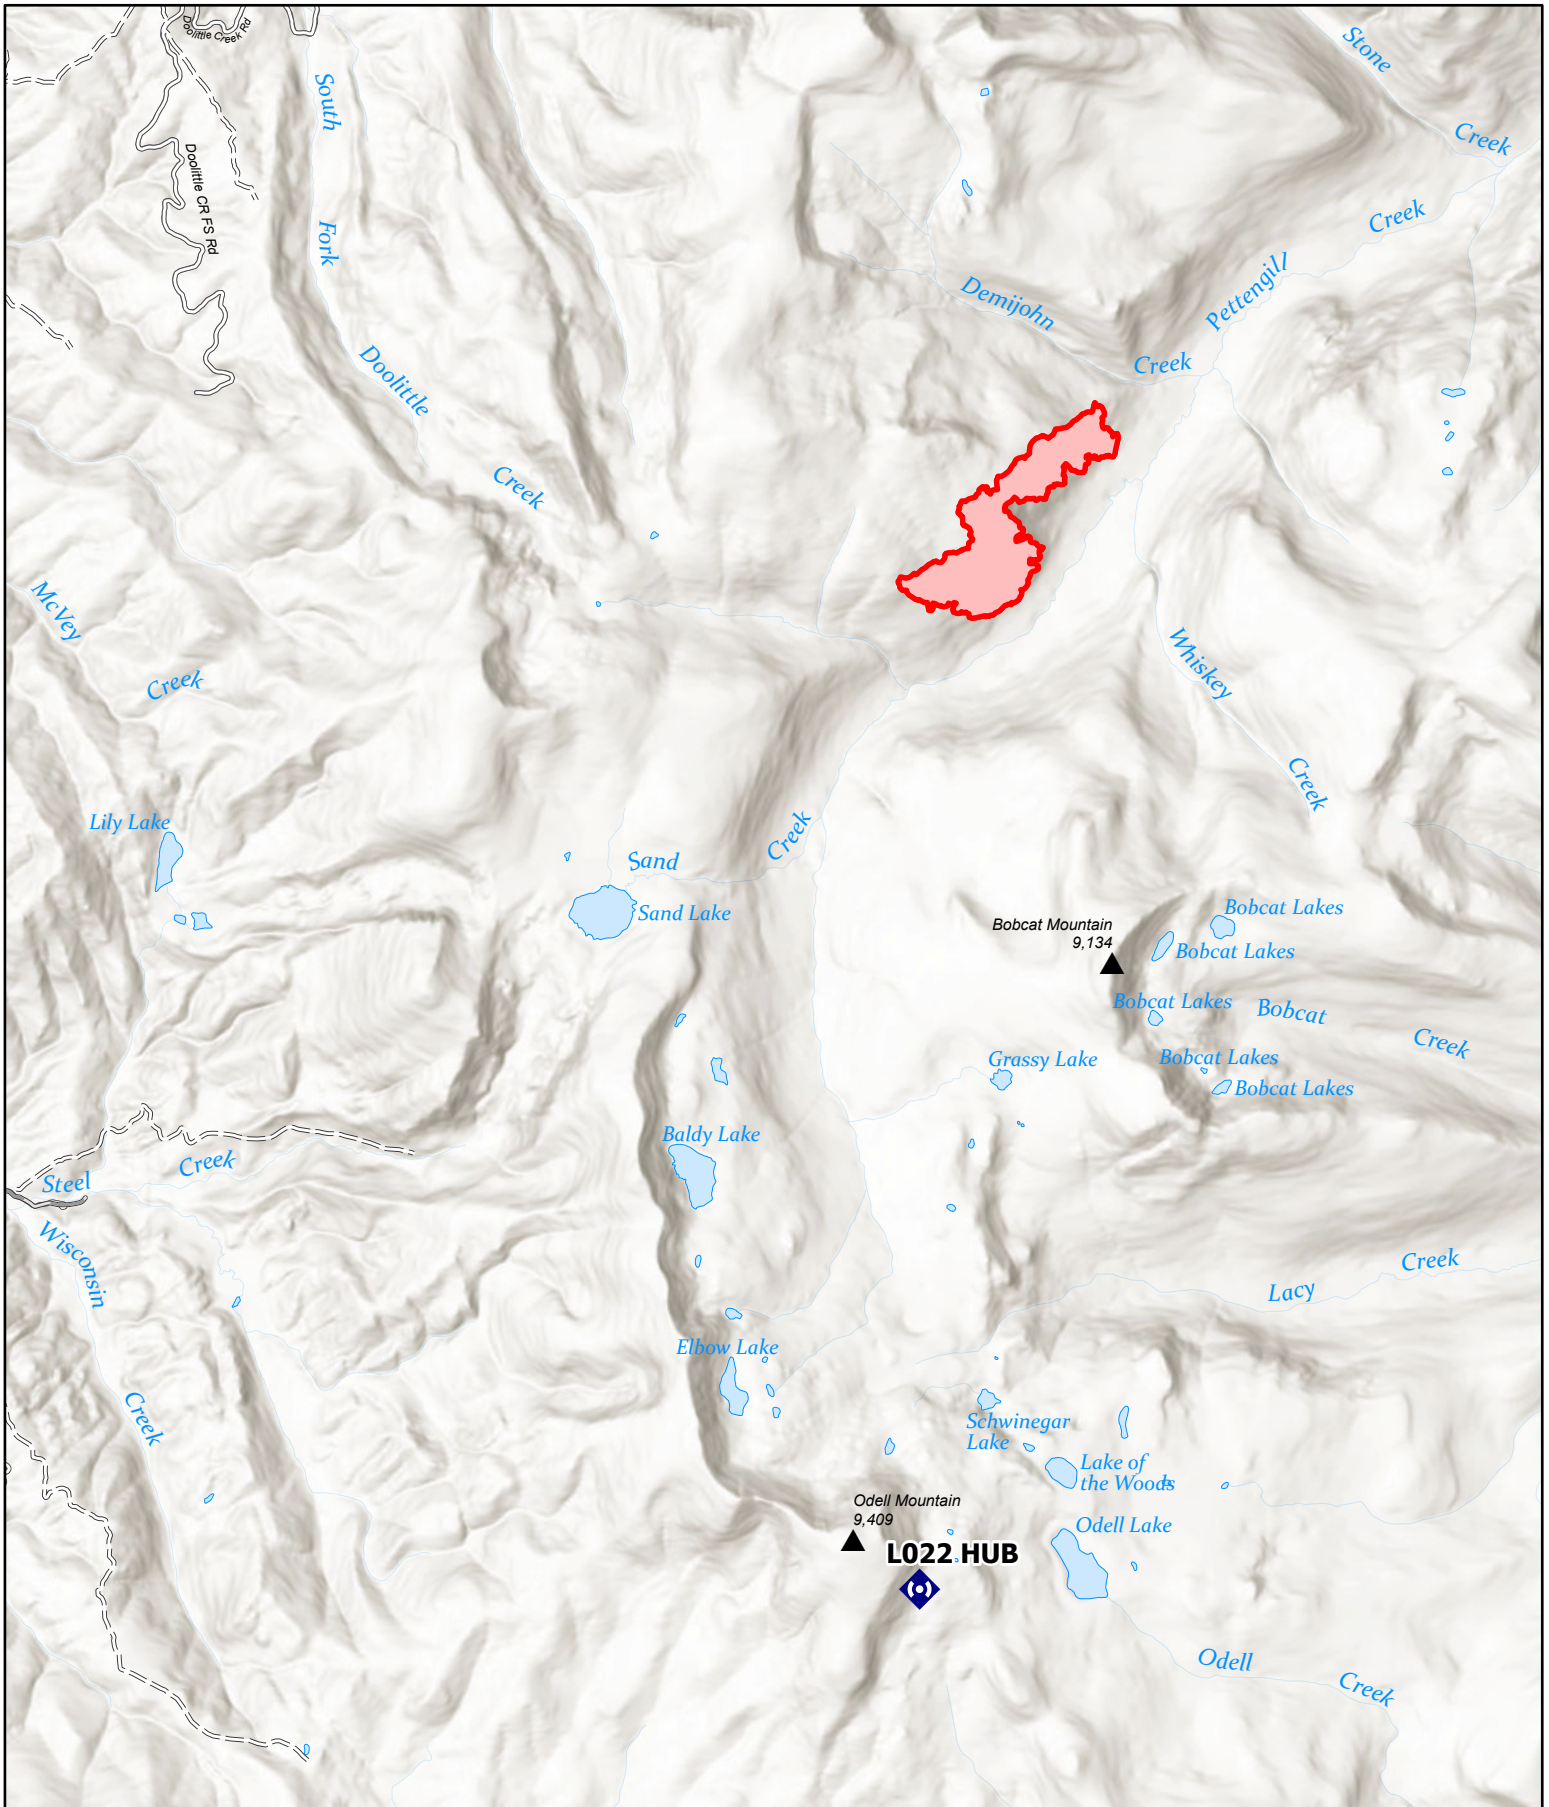 Doolittle Creek Rd
Stone
Creek
South
Fork
Doolittle CR FS Rd
Creek
Pettengill
Demijohn
Creek
Doolittle
Creek
McVey
Creek
Whiskey
Creek
Lily Lake
Sand
Creek
Sand Lake
Bobcat Mountain
9,134
Bobcat Lakes
Bobcat Lakes
Bobcat Lakes
Bobcat
Creek
Bobcat Lakes
Bobcat Lakes
Grassy Lake
Baldy Lake
Steel
Creek
Wisconsin
Creek
Lacy
Creek
Elbow Lake
Schwinegar
Lake
Lake of
the Woods
Odell Mountain
9,409
Odell Lake
L022 HUB
Odell
Creek